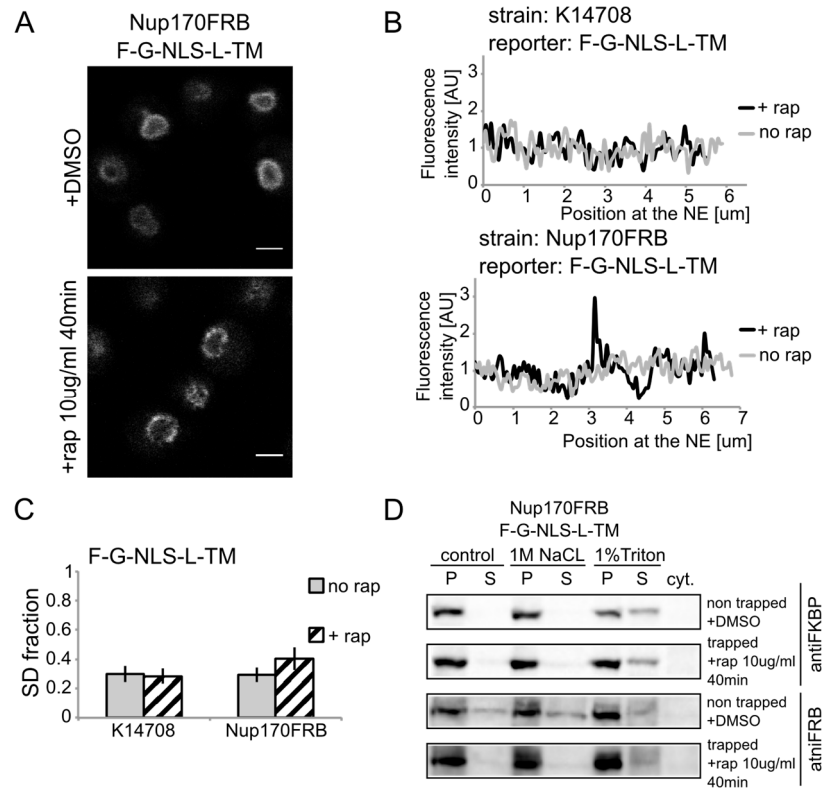 A
Nup170FRB
F-G-NLS-L-TM
+DMSO
+rap 10ug/ml 40min
B
strain: K14708
reporter: F-G-NLS-L-TM
Fluorescence
intensity [AU]
3
2
1
0
+ rap
no rap
0 1 2 3 4 5 6
Position at the NE [um]
strain: Nup170FRB
reporter: F-G-NLS-L-TM
Fluorescence
intensity [AU]
3
2
1
0
+ rap
no rap
0 1 2 3 4 5 6 7
Position at the NE [um]
C
F-G-NLS-L-TM
SD fraction
1
0.8
0.6
0.4
0.2
0
no rap
+ rap
K14708 Nup170FRB
D
Nup170FRB
F-G-NLS-L-TM
control 1M NaCL 1%Triton
P S P S P S cyt.
non trapped
+DMSO
trapped
+rap 10ug/ml
40min
antiFKBP
non trapped
+DMSO
trapped
+rap 10ug/ml
40min
atniFRB